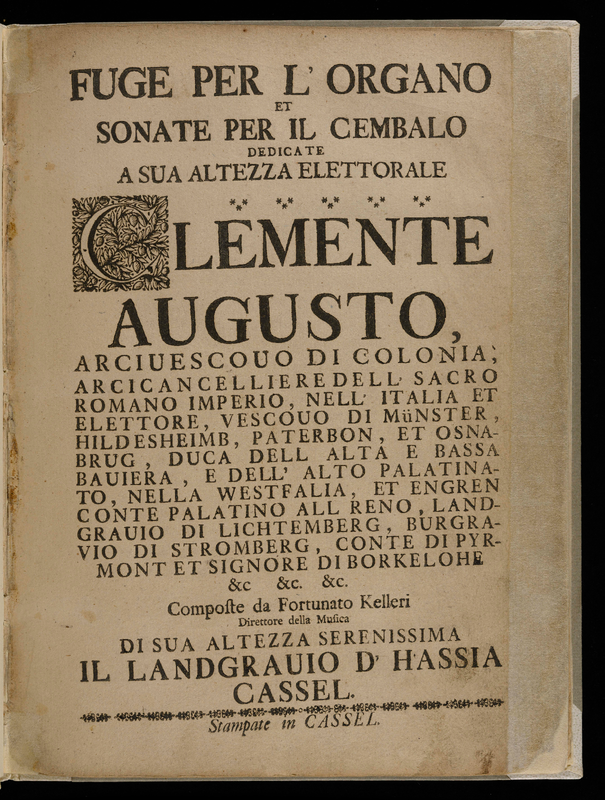 FUGE PER L' ORGANO
ET
SONATE PER IL CEMBALO
DEDICATE
A SUA ALTEZZA ELETTORALE
CLEMENTE
AUGUSTO,
ARCIUESCOUO DI COLONIA;
ARCICANCELLIERE DELL' SACRO
ROMANO IMPERIO, NELL' ITALIA ET
ELETTORE, VESCOUO DI MüNSTER,
HILDESHEIMB, PATERBON, ET OSNA-
BRUG, DUCA DELL ALTA E BASSA
BAUIERA, E DELL' ALTO PALATINA-
TO, NELLA WESTFALIA, ET ENGREN
CONTE PALATINO ALL RENO, LAND-
GRAUIO DI LICHTEMBERG, BURGRA-
VIO DI STROMBERG, CONTE DI PYR-
MONT ET SIGNORE DI BORKELOHE
&c &c. &c.
Compoſte da Fortunato Kelleri
Direttore della Muſica
DI SUA ALTEZZA SERENISSIMA
IL LANDGRAUIO D' HASSIA
CASSEL.
Stampate in CASSEL.